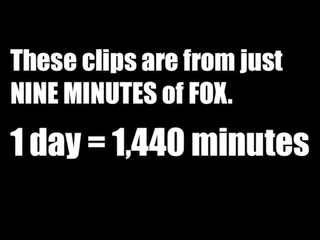 These clips are from just
NINE MINUTES of FOX.
1 day = 1,440 minutes